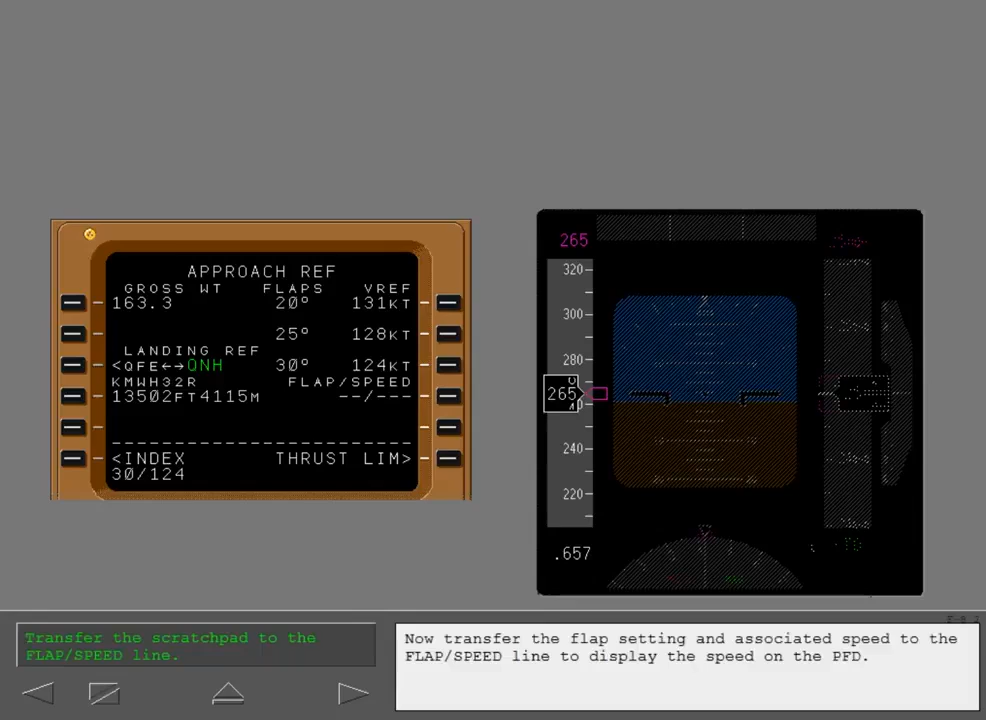 APPROACH REF
GROSS WT FLAPS VREF
163.3 20° 131KT
25° 128KT
LANDING REF
<QFE←→QNH 30° 124KT
KMWH32R FLAP/SPEED
13502FT4115M --/---
<INDEX THRUST LIM>
30/124
265
320
300
280
265
240
220
.657
Transfer the scratchpad to the
FLAP/SPEED line.
Now transfer the flap setting and associated speed to the
FLAP/SPEED line to display the speed on the PFD.